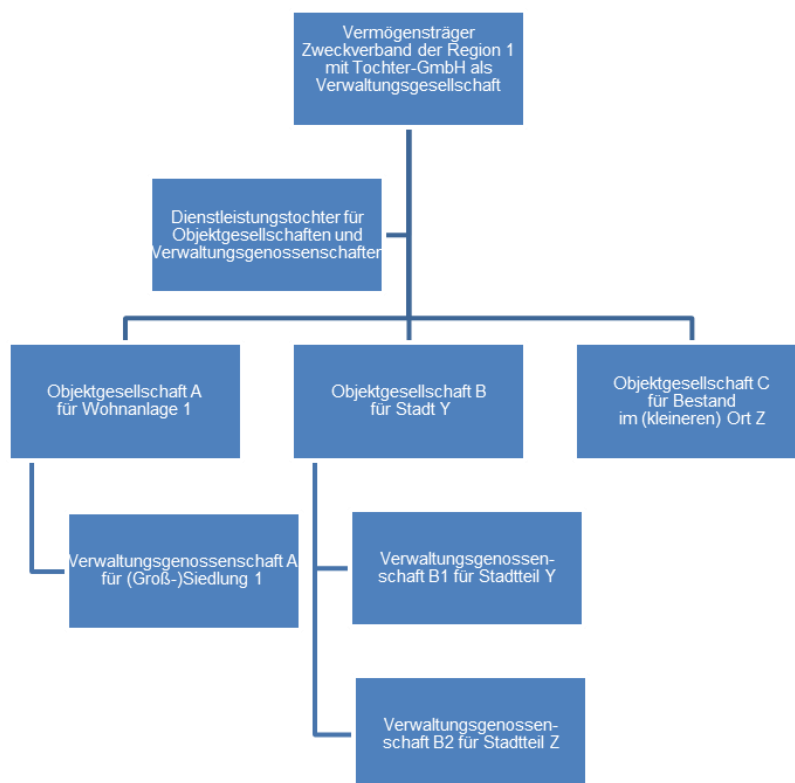 Vermögensträger
Zweckverband der Region 1
mit Tochter-GmbH als
Verwaltungsgesellschaft
Dienstleistungstochter für
Objektgesellschaften und
Verwaltungsgenossenschaften
Objektgesellschaft A
für Wohnanlage 1
Objektgesellschaft B
für Stadt Y
Objektgesellschaft C
für Bestand
im (kleineren) Ort Z
Verwaltungsgenossenschaft A
für (Groß-)Siedlung 1
Verwaltungsgenossen-
schaft B1 für Stadtteil Y
Verwaltungsgenossen-
schaft B2 für Stadtteil Z